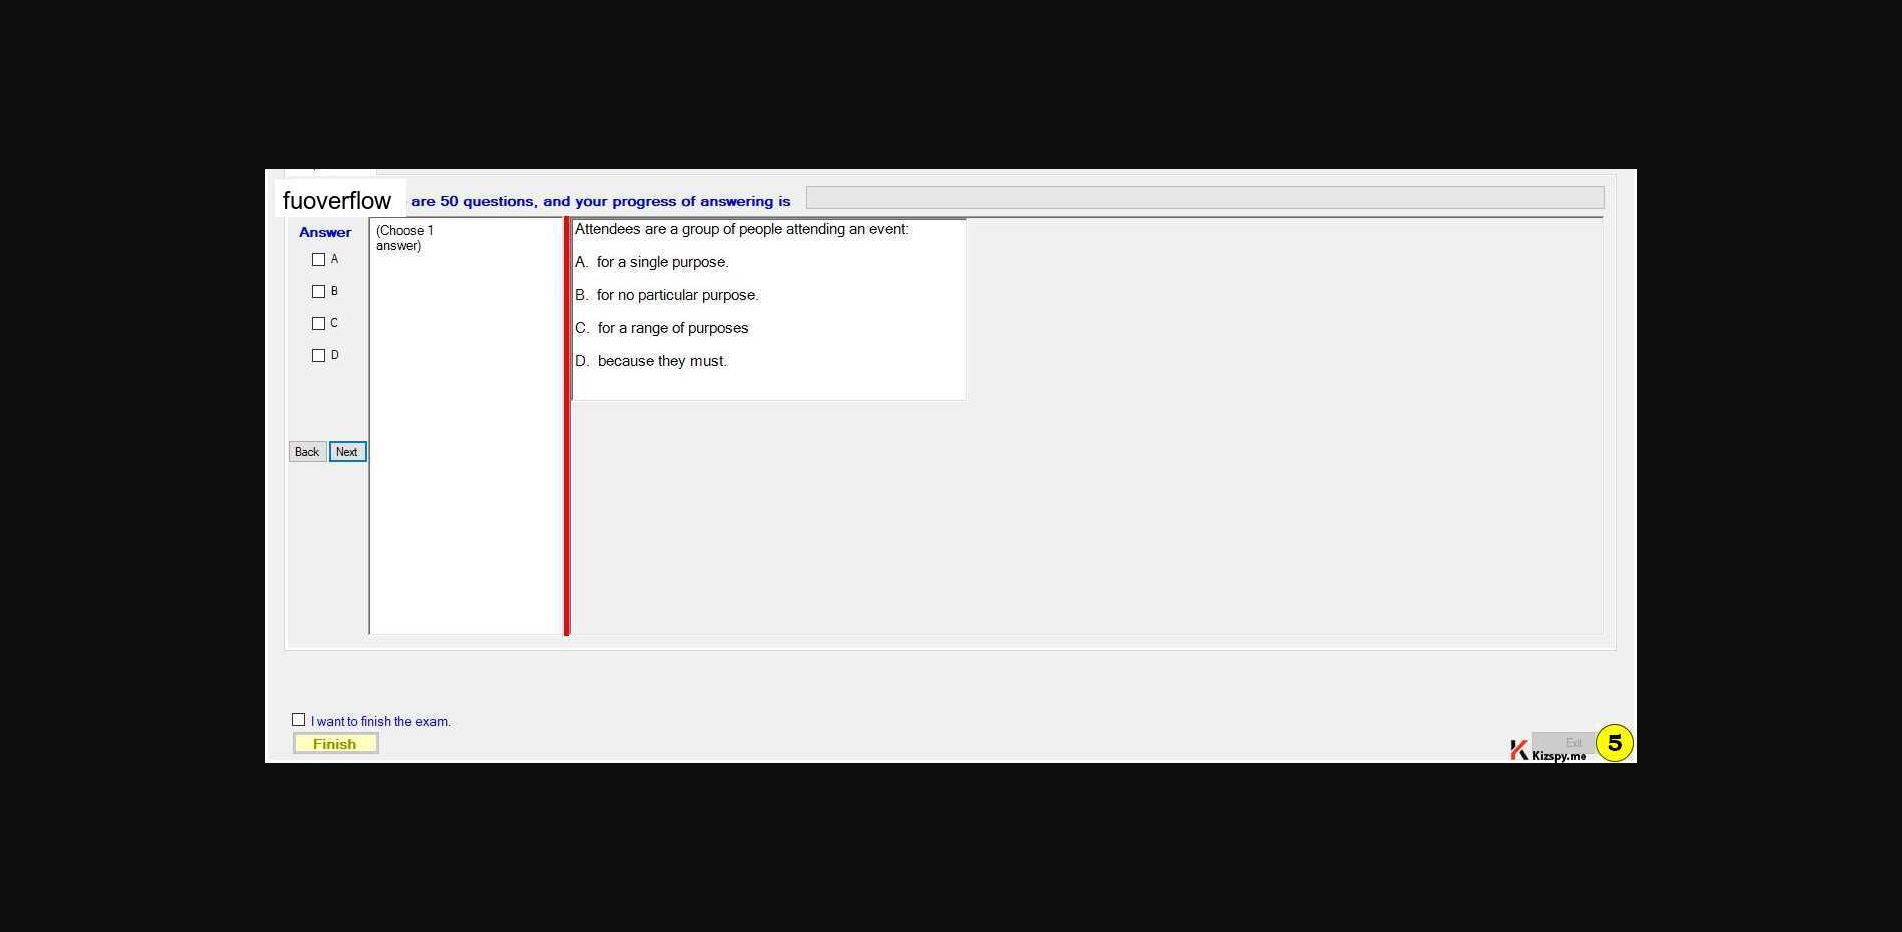 fuoverflow are 50 questions, and your progress of answering is
Answer
(Choose 1
answer)
A
B
C
D
Back Next
Attendees are a group of people attending an event:
A. for a single purpose.
B. for no particular purpose.
C. for a range of purposes
D. because they must.
I want to finish the exam.
Finish
Exit
Kizspy.me
5